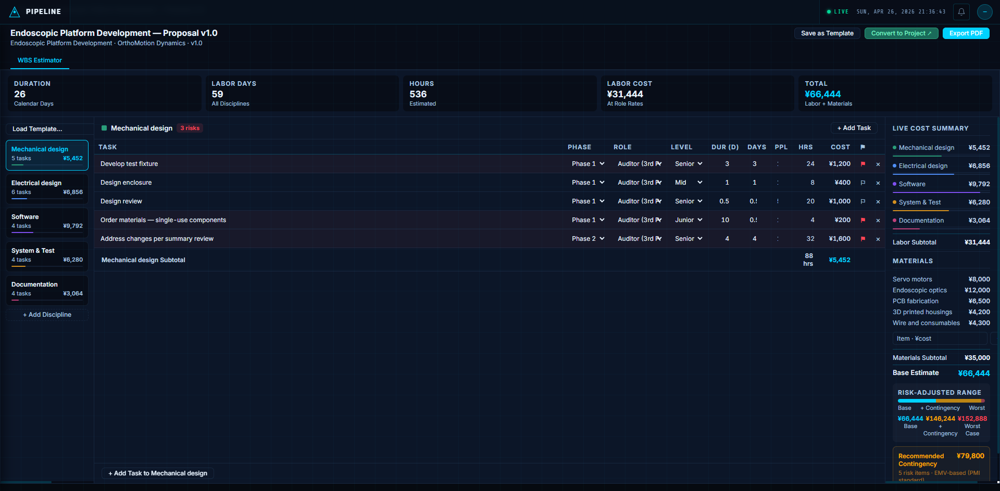 PIPELINE
LIVE SUN, APR 26, 2026 21:36:43
Endoscopic Platform Development — Proposal v1.0
Endoscopic Platform Development · OrthoMotion Dynamics · v1.0
Save as Template Convert to Project ↗ Export PDF
WBS Estimator
DURATION
26
Calendar Days
LABOR DAYS
59
All Disciplines
HOURS
536
Estimated
LABOR COST
¥31,444
At Role Rates
TOTAL
¥66,444
Labor + Materials
Load Template...
Mechanical design
5 tasks ¥5,452
Electrical design
6 tasks ¥6,856
Software
4 tasks ¥9,792
System & Test
4 tasks ¥6,280
Documentation
4 tasks ¥3,064
+ Add Discipline
Mechanical design 3 risks + Add Task
TASK PHASE ROLE LEVEL DUR (D) DAYS PPL HRS COST ⚑
Develop test fixture Phase 1 Auditor (3rd Senior 3 3 24 ¥1,200 ⚑ ×
Design enclosure Phase 1 Auditor (3rd Mid 1 1 8 ¥400 ⚐ ×
Design review Phase 1 Auditor (3rd Senior 0.5 20 ¥1,000 ⚐ ×
Order materials — single-use components Phase 1 Auditor (3rd Junior 10 4 ¥200 ⚑ ×
Address changes per summary review Phase 2 Auditor (3rd Senior 4 4 32 ¥1,600 ⚑ ×
Mechanical design Subtotal 88 hrs ¥5,452
+ Add Task to Mechanical design
LIVE COST SUMMARY
Mechanical design ¥5,452
Electrical design ¥6,856
Software ¥9,792
System & Test ¥6,280
Documentation ¥3,064
Labor Subtotal ¥31,444
MATERIALS
Servo motors ¥8,000
Endoscopic optics ¥12,000
PCB fabrication ¥6,500
3D printed housings ¥4,200
Wire and consumables ¥4,300
Item · ¥cost
Materials Subtotal ¥35,000
Base Estimate ¥66,444
RISK-ADJUSTED RANGE
Base + Contingency Worst
¥66,444 ¥146,244 ¥152,888
Base + Contingency Worst Case
Recommended Contingency ¥79,800
5 risk items · EMV-based (PMI
standard)